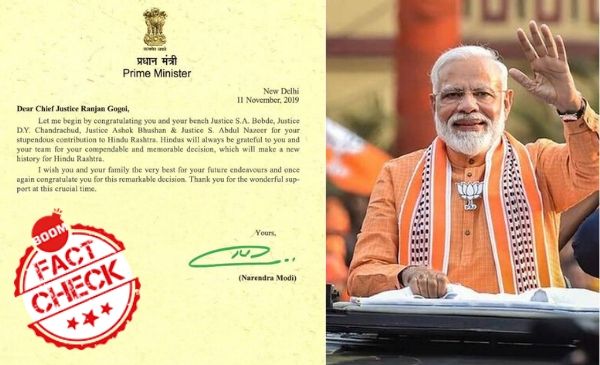 प्रधान मंत्री
Prime Minister
New Delhi
11 November, 2019
Dear Chief Justice Ranjan Gogoi,
Let me begin by congratulating you and your bench Justice S.A. Bobde, Justice
D.Y. Chandrachud, Justice Ashok Bhushan & Justice S. Abdul Nazeer for your
stupendous contribution to Hindu Rashtra. Hindus will always be grateful to you and
your team for your compendable and memorable decision, which will make a new
history for Hindu Rashtra.
I wish you and your family the very best for your future endeavours and once
again congratulate you for this remarkable decision. Thank you for the wonderful sup-
port at this crucial time.
Yours,
(Narendra Modi)
BOOM
FACT
CHECK